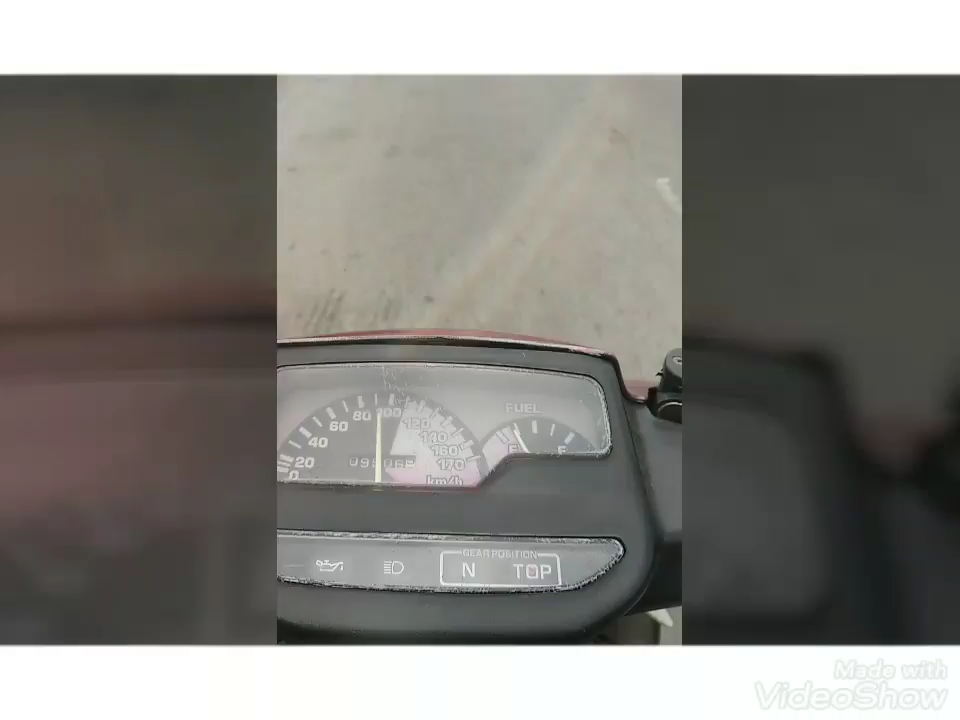 FUEL
80 100
60 120
40 140
160
20 170
0 km/h
GEAR POSITION
N TOP
Made with
VideoShow